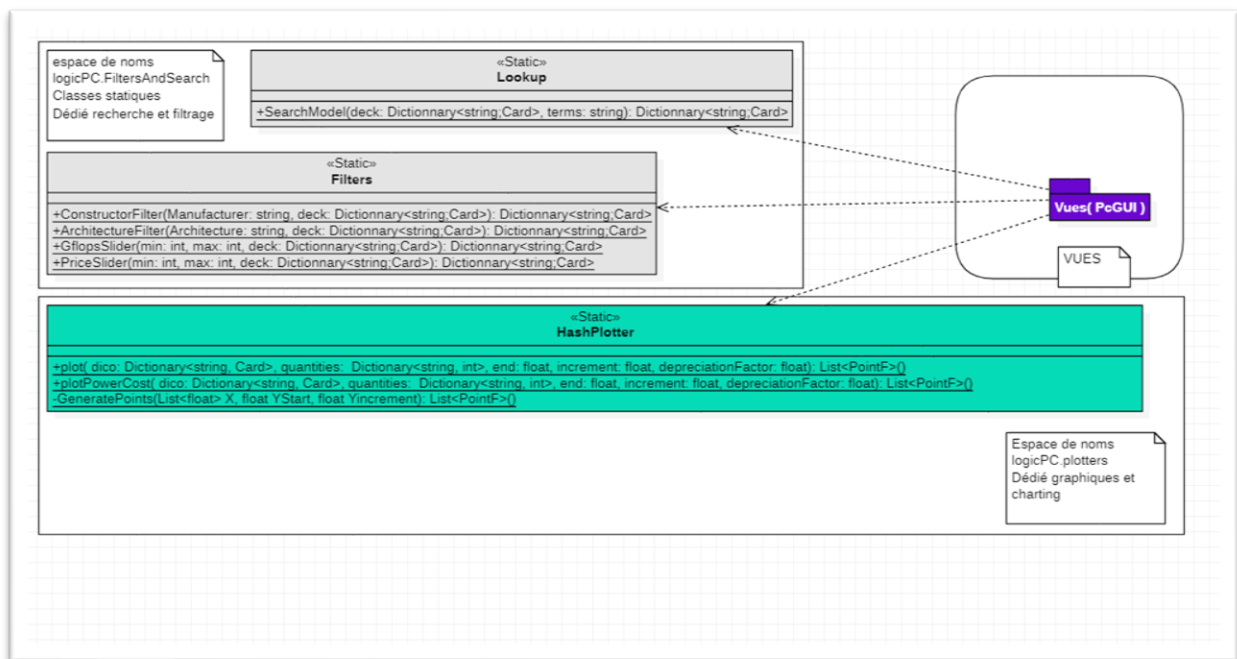 espace de noms
logicPC.FiltersAndSearch
Classes statiques
Dédié recherche et filtrage
«Static»
Lookup
+SearchModel(deck: Dictionnary<string;Card>, terms: string): Dictionnary<string;Card>
«Static»
Filters
+ConstructorFilter(Manufacturer: string, deck: Dictionnary<string;Card>): Dictionnary<string;Card>
+ArchitectureFilter(Architecture: string, deck: Dictionnary<string;Card>): Dictionnary<string;Card>
+GflopsSlider(min: int, max: int, deck: Dictionnary<string;Card>): Dictionnary<string;Card>
+PriceSlider(min: int, max: int, deck: Dictionnary<string;Card>): Dictionnary<string;Card>
Vues( PcGUI )
VUES
«Static»
HashPlotter
+plot( dico: Dictionary<string, Card>, quantities: Dictionary<string, int>, end: float, increment: float, depreciationFactor: float): List<PointF>()
+plotPowerCost( dico: Dictionary<string, Card>, quantities: Dictionary<string, int>, end: float, increment: float, depreciationFactor: float): List<PointF>()
-GeneratePoints(List<float> X, float YStart, float Yincrement): List<PointF>()
Espace de noms
logicPC.plotters
Dédié graphiques et
charting